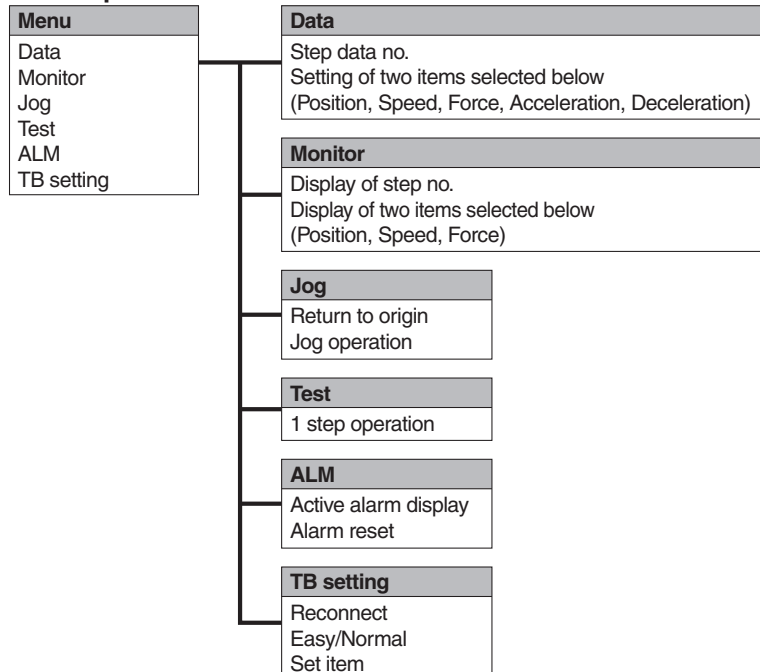 Menu
Data
Monitor
Jog
Test
ALM
TB setting
Data
Step data no.
Setting of two items selected below
(Position, Speed, Force, Acceleration, Deceleration)
Monitor
Display of step no.
Display of two items selected below
(Position, Speed, Force)
Jog
Return to origin
Jog operation
Test
1 step operation
ALM
Active alarm display
Alarm reset
TB setting
Reconnect
Easy/Normal
Set item